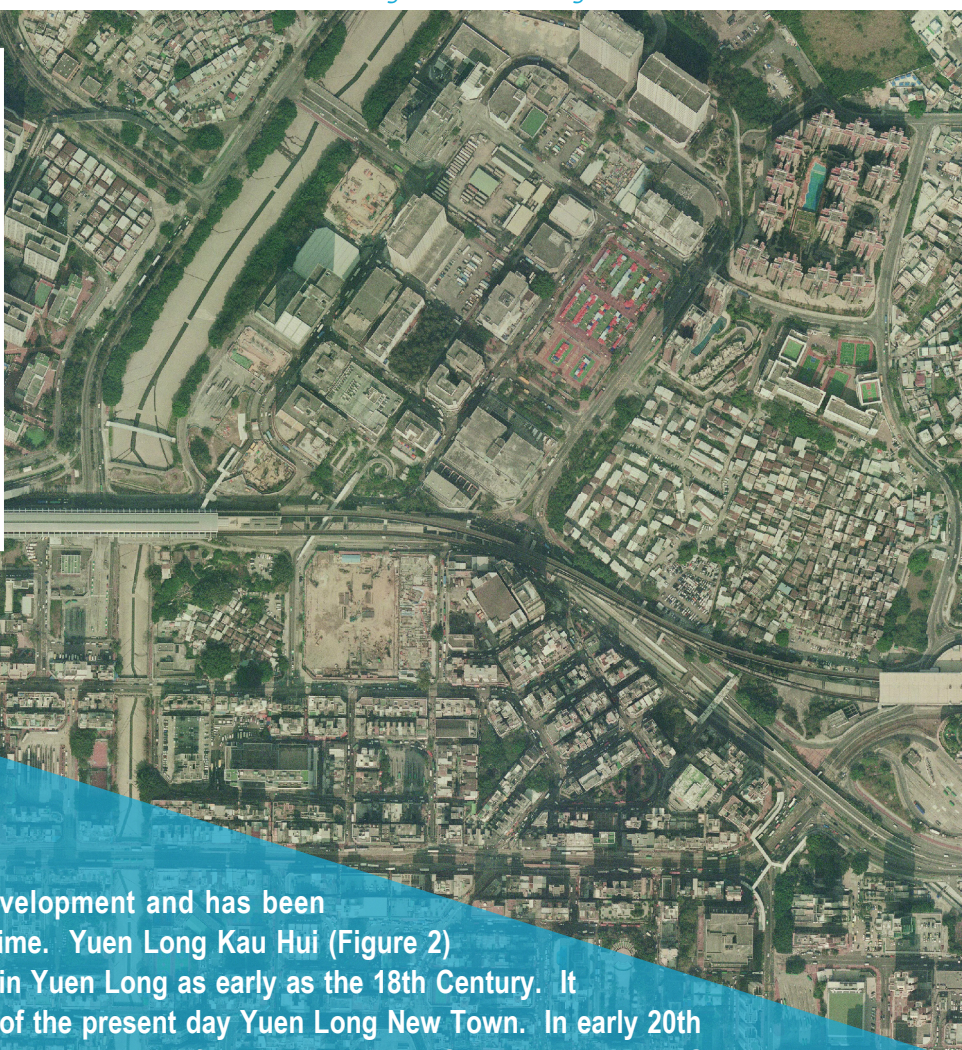 velopment and has been
ime. Yuen Long Kau Hui (Figure 2)
in Yuen Long as early as the 18th Century. It
of the present day Yuen Long New Town. In early 20th